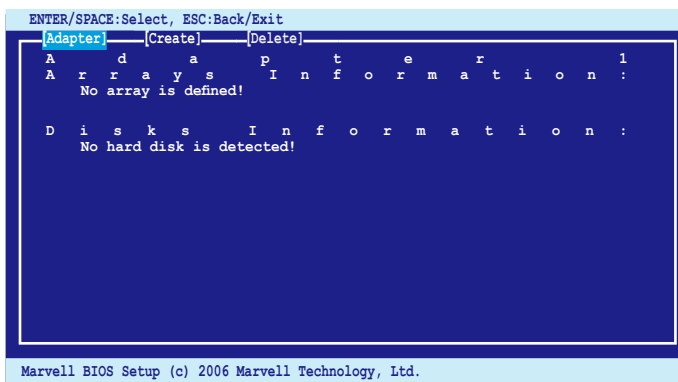 ENTER/SPACE:Select, ESC:Back/Exit
[Adapter] [Create] [Delete]
Adapter 1
Arrays Information:
No array is defined!
Disks Information:
No hard disk is detected!
Marvell BIOS Setup (c) 2006 Marvell Technology, Ltd.